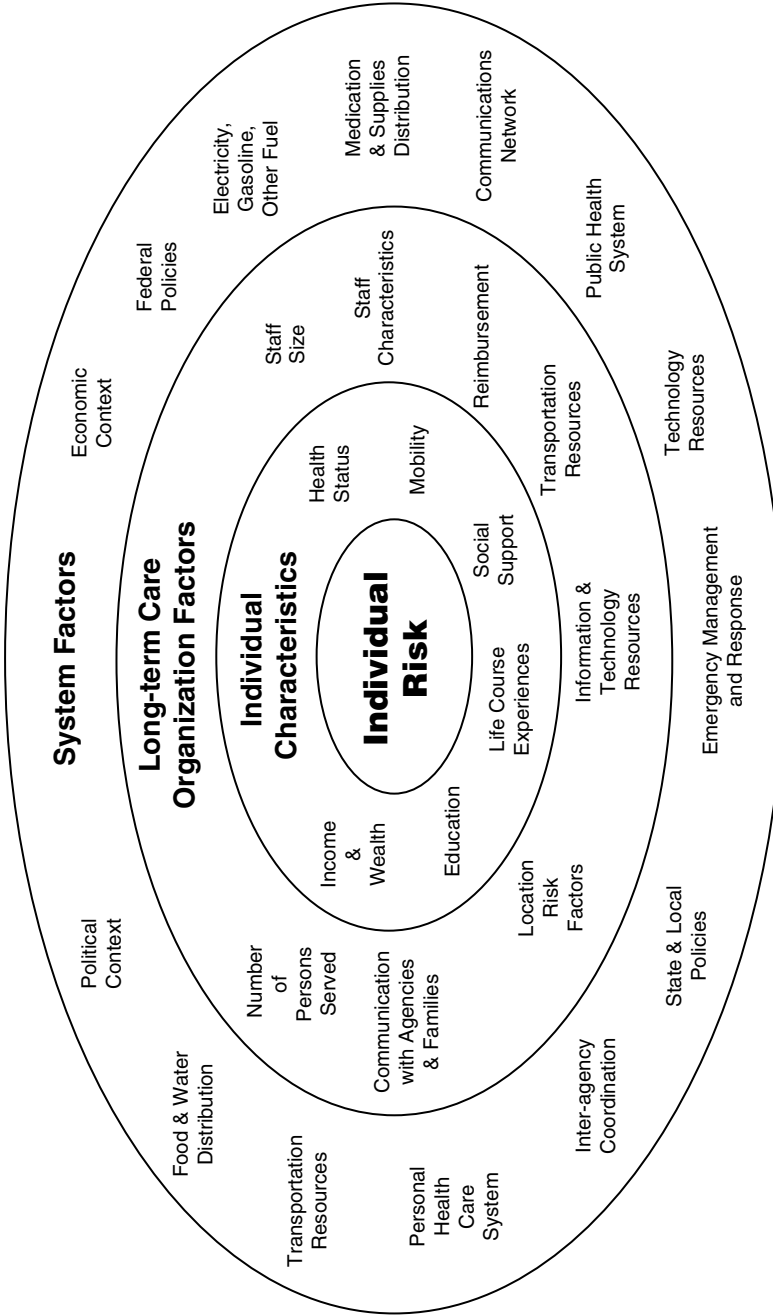 System Factors
Political
Context
Economic
Context
Federal
Policies
Food & Water
Distribution
Electricity,
Gasoline,
Other Fuel
Transportation
Resources
Medication
& Supplies
Distribution
Personal
Health
Care
System
Communications
Network
Inter-agency
Coordination
Public Health
System
State & Local
Policies
Emergency Management
and Response
Technology
Resources
Long-term Care
Organization Factors
Number
of
Persons
Served
Staff
Size
Communication
with Agencies
& Families
Staff
Characteristics
Reimbursement
Location
Risk
Factors
Information &
Technology
Resources
Transportation
Resources
Individual
Characteristics
Income
&
Wealth
Health
Status
Mobility
Education
Life Course
Experiences
Social
Support
Individual
Risk